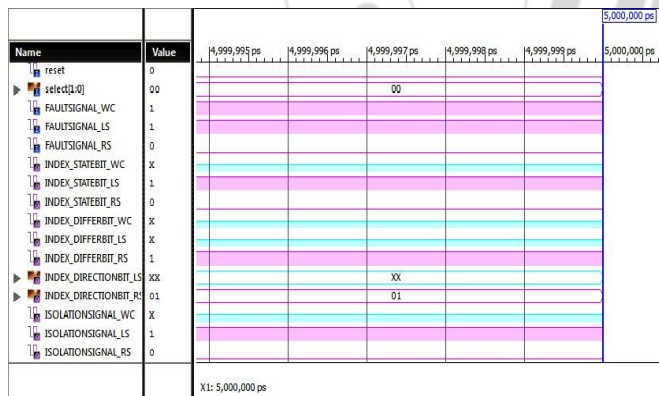 5,000,000 ps
Name Value 4,999,995 ps 4,999,996 ps 4,999,997 ps 4,999,998 ps 4,999,999 ps 5,000,000 ps
reset 0
select[1:0] 00 00
FAULTSIGNAL_WC 1
FAULTSIGNAL_LS 1
FAULTSIGNAL_RS 0
INDEX_STATEBIT_WC X
INDEX_STATEBIT_LS 1
INDEX_STATEBIT_RS 0
INDEX_DIFFERBIT_WC X
INDEX_DIFFERBIT_LS X
INDEX_DIFFERBIT_RS 1
INDEX_DIRECTIONBIT_LS XX XX
INDEX_DIRECTIONBIT_RS 01 01
ISOLATIONSIGNAL_WC X
ISOLATIONSIGNAL_LS 1
ISOLATIONSIGNAL_RS 0
X1: 5,000,000 ps